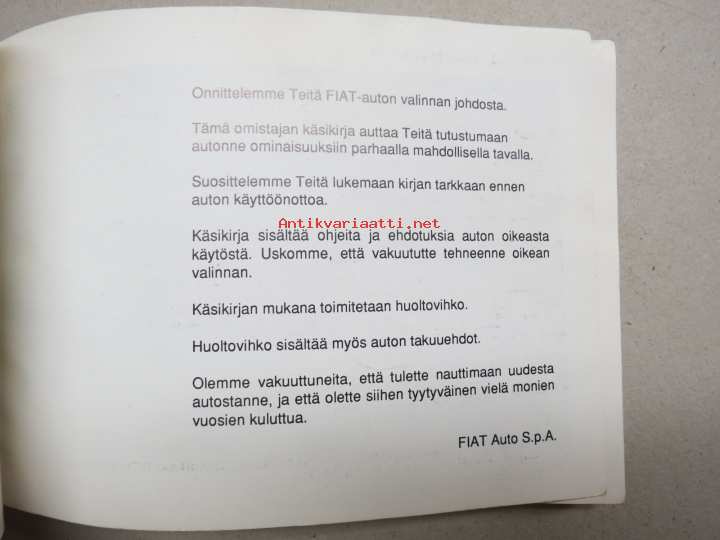 Onnittelemme Teitä FIAT-auton valinnan johdosta.
Tämä omistajan käsikirja auttaa Teitä tutustumaan
autonne ominaisuuksiin parhaalla mahdollisella tavalla.
Suosittelemme Teitä lukemaan kirjan tarkkaan ennen
auton käyttöönottoa.
Antikvariaatti.net
Käsikirja sisältää ohjeita ja ehdotuksia auton oikeasta
käytöstä. Uskomme, että vakuututte tehneenne oikean
valinnan.
Käsikirjan mukana toimitetaan huoltovihko.
Huoltovihko sisältää myös auton takuuehdot.
Olemme vakuuttuneita, että tulette nauttimaan uudesta
autostanne, ja että olette siihen tyytyväinen vielä monien
vuosien kuluttua.
FIAT Auto S.p.A.